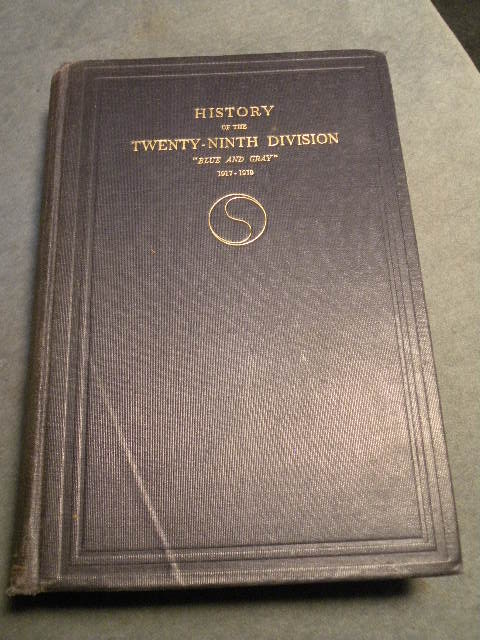 HISTORY
OF THE
TWENTY-NINTH DIVISION
"BLUE AND GRAY"
1917-1919